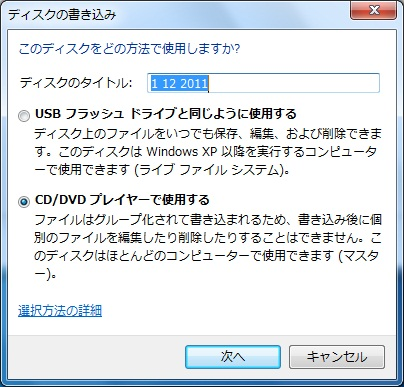 ディスクの書き込み
このディスクをどの方法で使用しますか?
ディスクのタイトル: 1 12 2011
USB フラッシュ ドライブと同じように使用する
ディスク上のファイルをいつでも保存、編集、および削除できま
す。このディスクは Windows XP 以降を実行するコンピューター
で使用できます (ライブ ファイル システム)。
CD/DVD プレイヤーで使用する
ファイルはグループ化されて書き込まれるため、書き込み後に個
別のファイルを編集したり削除したりすることはできません。こ
のディスクはほとんどのコンピューターで使用できます (マスタ
ー)。
選択方法の詳細
次へ キャンセル